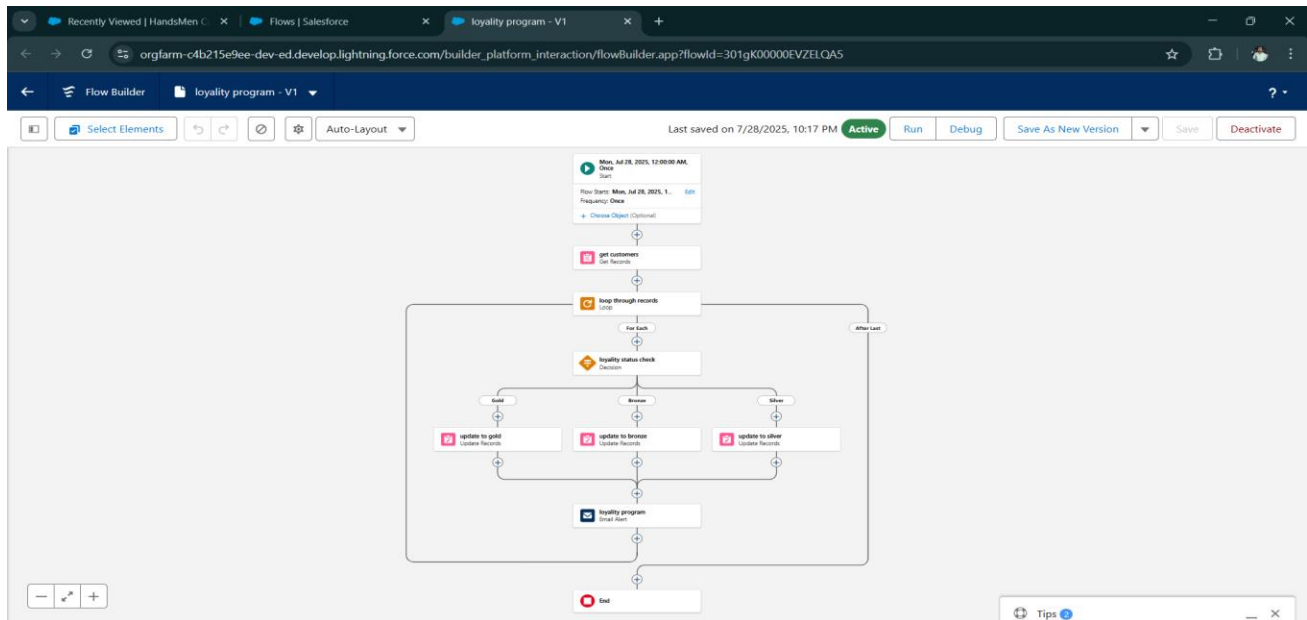 Recently Viewed | HandsMen C
Flows | Salesforce
loyality program - V1
orgfarm-c4b215e9ee-dev-ed.develop.lightning.force.com/builder_platform_interaction/flowBuilder.app?flowId=301gK00000EVZELQA5
Flow Builder
loyality program - V1
?
Select Elements
Auto-Layout
Last saved on 7/28/2025, 10:17 PM
Active
Run
Debug
Save As New Version
Save
Deactivate
Mon, Jul 28, 2025, 12:00:00 AM,
Once
Start
Flow Starts: Mon, Jul 28, 2025, 1...
Edit
Frequency: Once
+ Choose Object (Optional)
get customers
Get Records
loop through records
Loop
For Each
After Last
loyality status check
Decision
Gold
Bronze
Silver
update to gold
Update Records
update to bronze
Update Records
update to silver
Update Records
loyality program
Email Alert
End
Tips 2